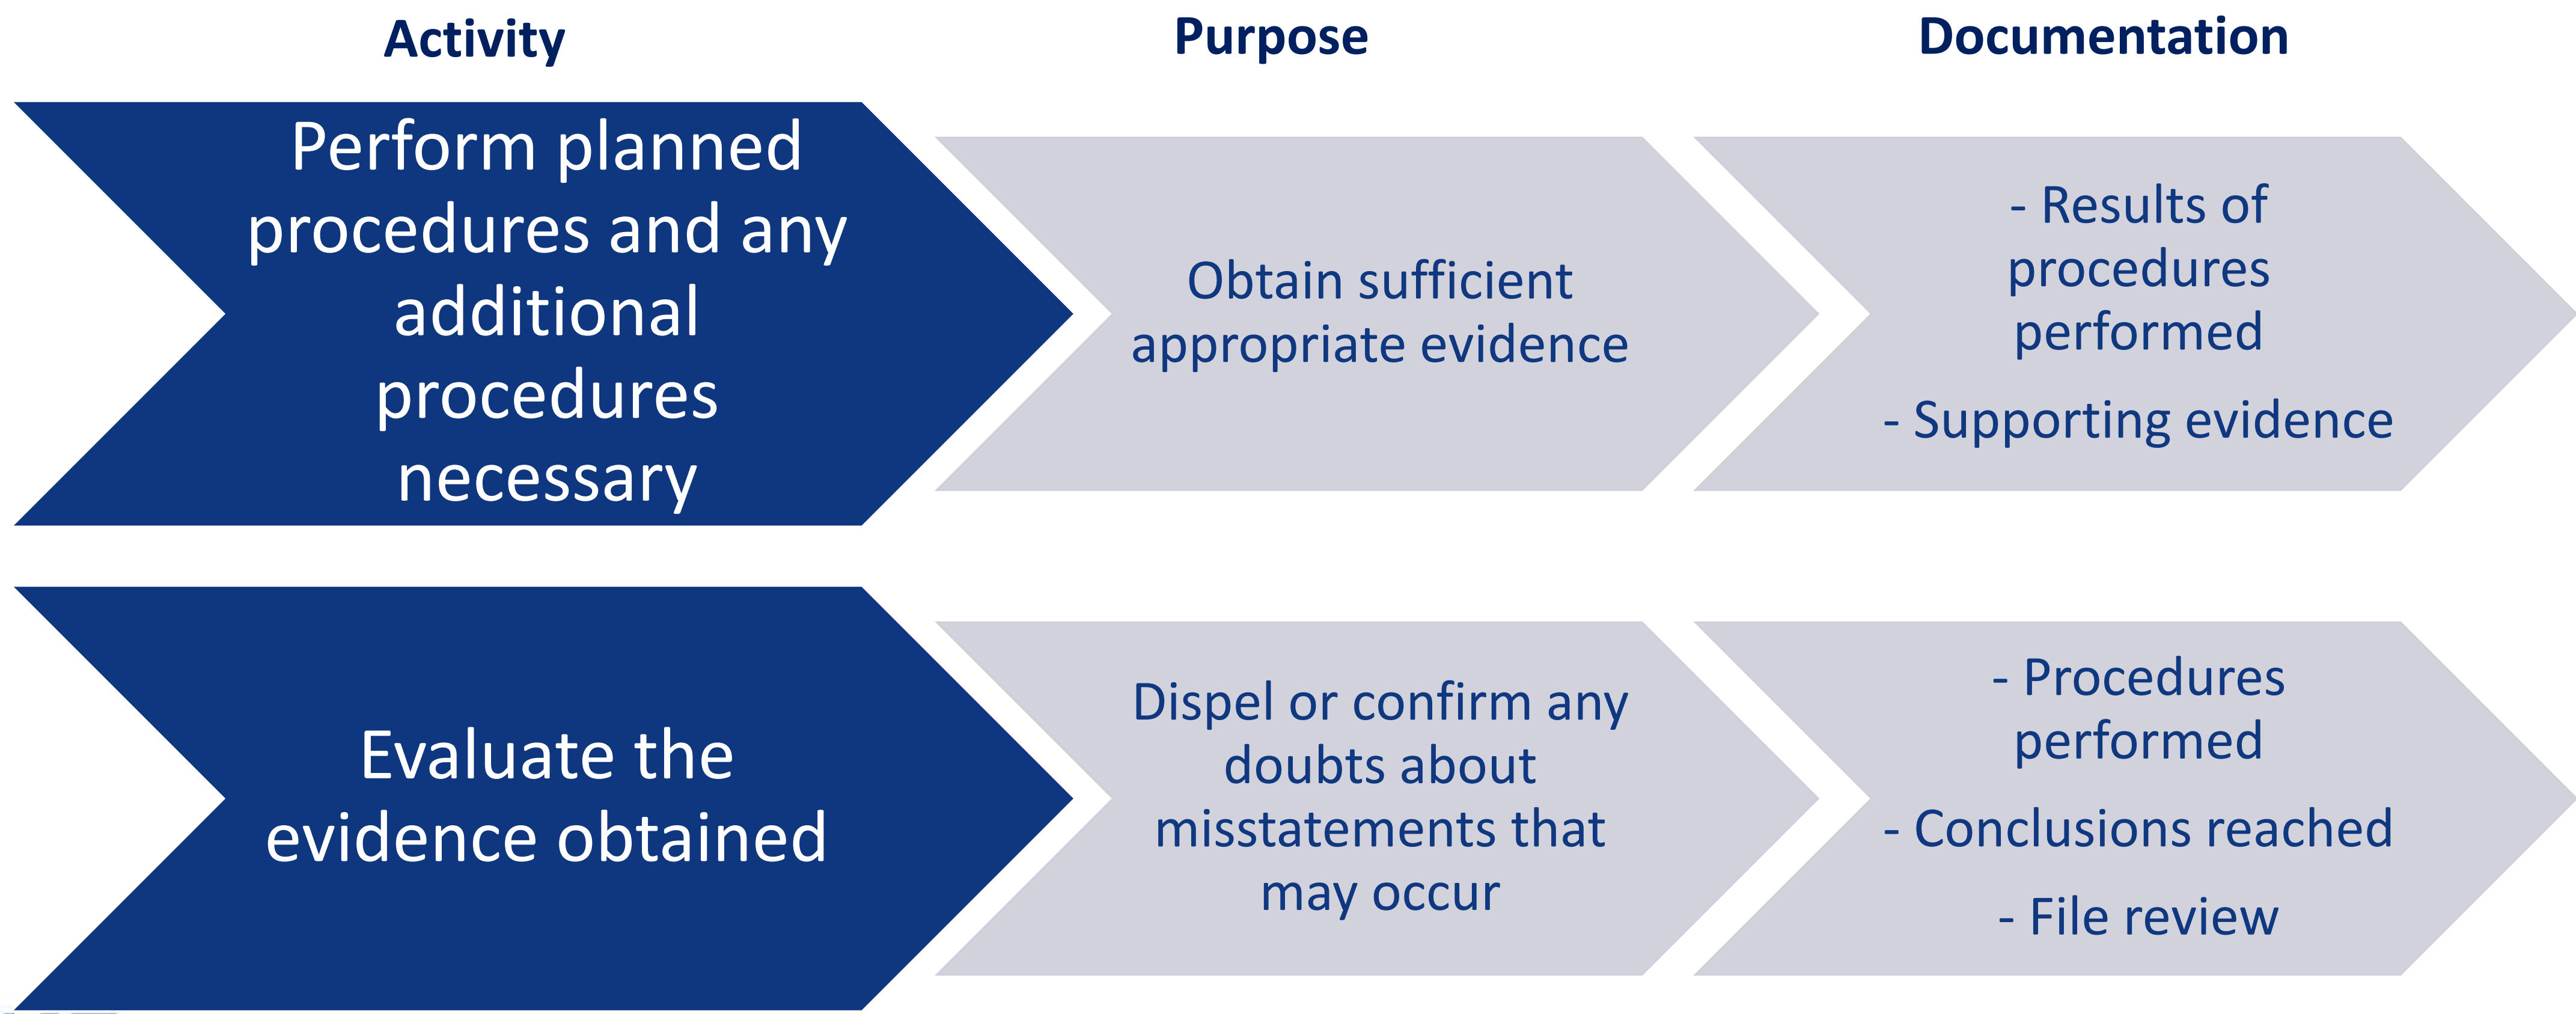 Activity
Purpose
Documentation
Perform planned
procedures and any
additional
procedures
necessary
Obtain sufficient
appropriate evidence
- Results of
procedures
performed
- Supporting evidence
Evaluate the
evidence obtained
Dispel or confirm any
doubts about
misstatements that
may occur
- Procedures
performed
- Conclusions reached
- File review